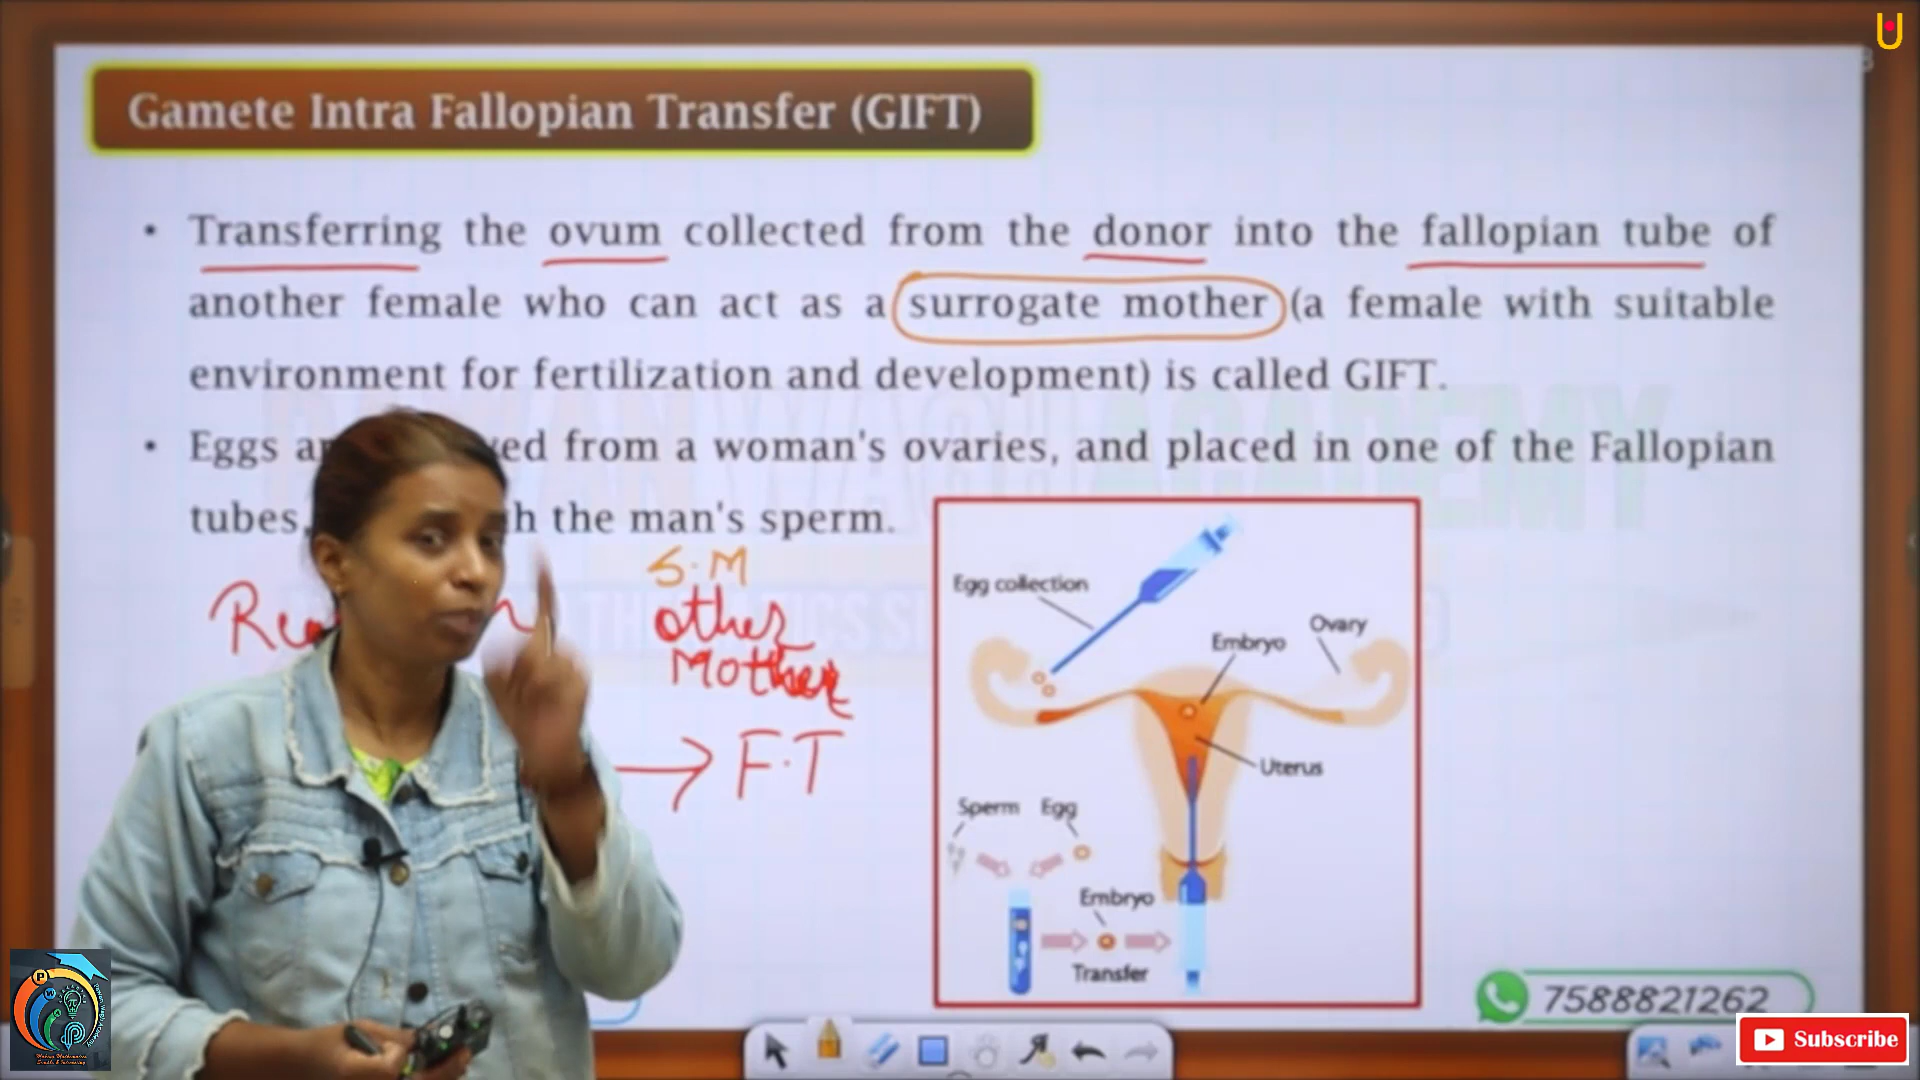 Gamete Intra Fallopian Transfer (GIFT)
• Transferring the ovum collected from the donor into the fallopian tube of
another female who can act as a surrogate mother (a female with suitable
environment for fertilization and development) is called GIFT.
• Eggs from a woman's ovaries, and placed in one of the Fallopian
tubes, the man's sperm.
S.M
other
Mother
→ F.T
Egg collection
Ovary
Embryo
Uterus
Sperm Egg
Embryo
Transfer
7588821262
Subscribe